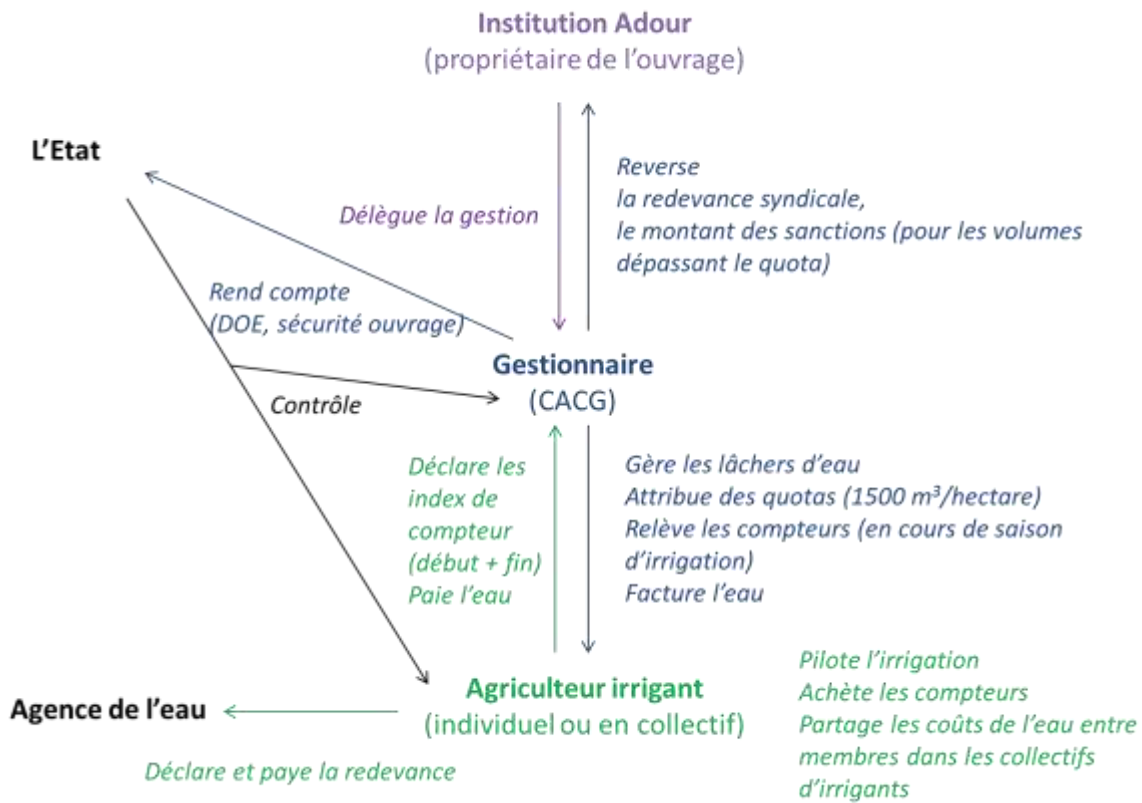 Institution Adour
(propriétaire de l'ouvrage)
L'Etat
Reverse
la redevance syndicale,
le montant des sanctions (pour les volumes
dépassant le quota)
Délègue la gestion
Rend compte
(DOE, sécurité ouvrage)
Gestionnaire
(CACG)
Contrôle
Déclare les
index de
compteur
(début + fin)
Paie l'eau
Gère les lâchers d'eau
Attribue des quotas (1500 m³/hectare)
Relève les compteurs (en cours de saison
d'irrigation)
Facture l'eau
Agriculteur irrigant
(individuel ou en collectif)
Agence de l'eau
Déclare et paye la redevance
Pilote l'irrigation
Achète les compteurs
Partage les coûts de l'eau entre
membres dans les collectifs
d'irrigants